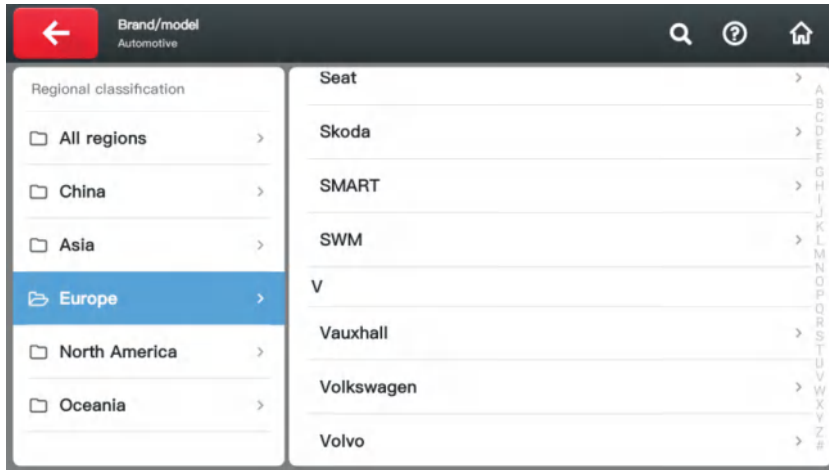 Brand/model
Automotive
Regional classification
All regions
China
Asia
Europe
North America
Oceania
Seat
Skoda
SMART
SWM
V
Vauxhall
Volkswagen
Volvo
A
B
C
D
E
F
G
H
I
J
K
L
M
N
O
P
Q
R
S
T
U
V
W
X
Y
Z
#